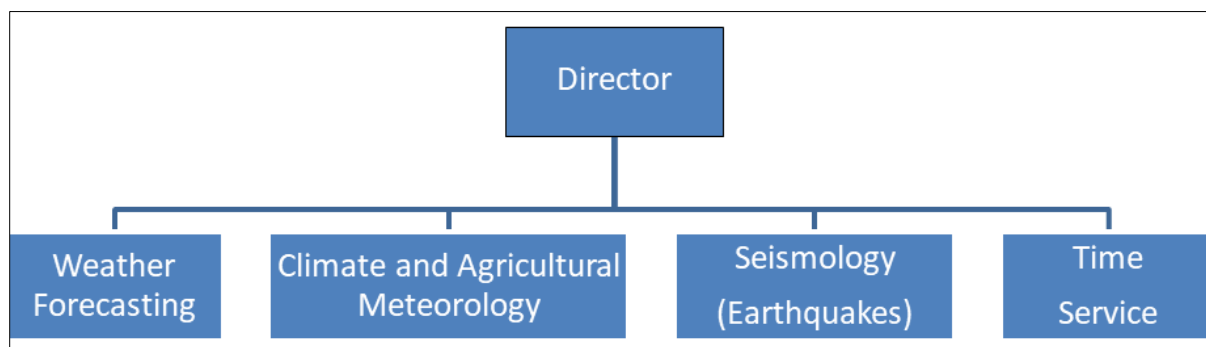 Director
Weather
Forecasting
Climate and Agricultural
Meteorology
Seismology
(Earthquakes)
Time
Service